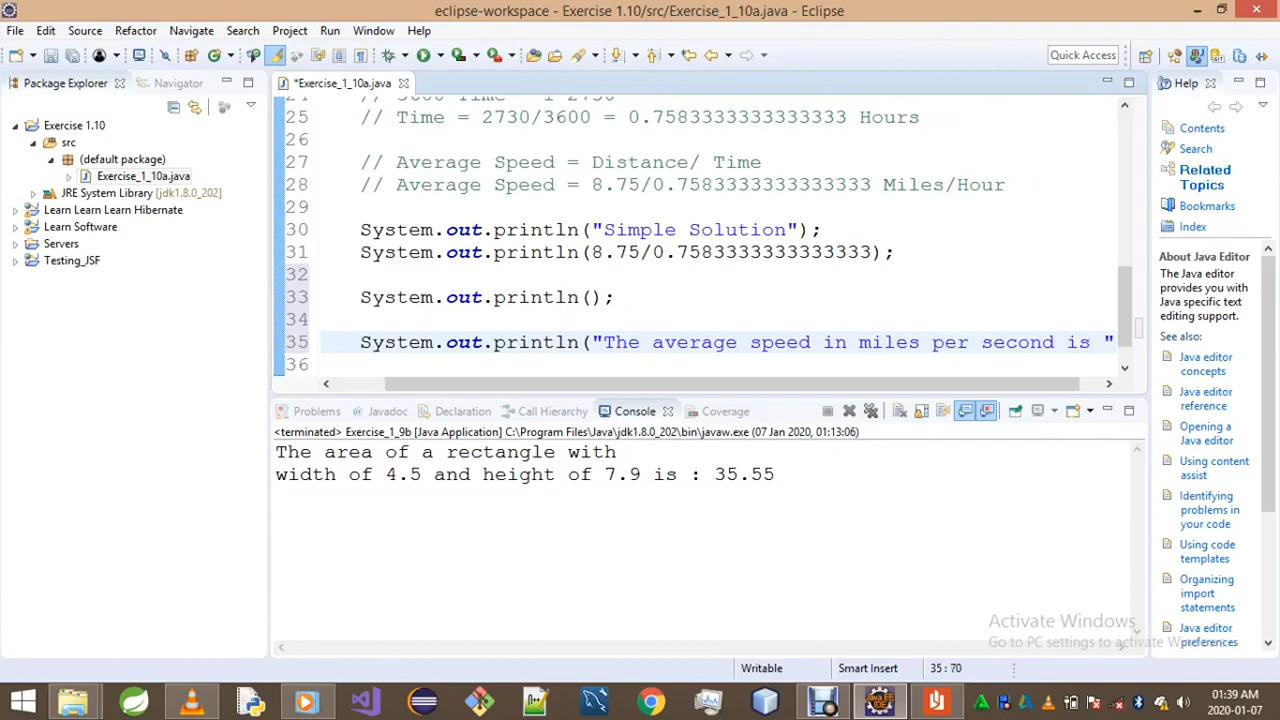 eclipse-workspace - Exercise 1.10/src/Exercise_1_10a.java - Eclipse
File Edit Source Refactor Navigate Search Project Run Window Help
Quick Access
Package Explorer
Navigator
*Exercise_1_10a.java
Help
Exercise 1.10
src
(default package)
Exercise_1_10a.java
JRE System Library [jdk1.8.0_202]
Learn Learn Learn Hibernate
Learn Software
Servers
Testing_JSF
25 // Time = 2730/3600 = 0.7583333333333333 Hours
26
27 // Average Speed = Distance/ Time
28 // Average Speed = 8.75/0.7583333333333333 Miles/Hour
29
30 System.out.println("Simple Solution");
31 System.out.println(8.75/0.7583333333333333);
32
33 System.out.println();
34
35 System.out.println("The average speed in miles per second is "
36
Problems Javadoc Declaration Call Hierarchy Console Coverage
<terminated> Exercise_1_9b [Java Application] C:\Program Files\Java\jdk1.8.0_202\bin\javaw.exe (07 Jan 2020, 01:13:06)
The area of a rectangle with
width of 4.5 and height of 7.9 is : 35.55
Contents
Search
Related
Topics
Bookmarks
Index
About Java Editor
The Java editor
provides you with
Java specific text
editing support.
See also:
Java editor
concepts
Java editor
reference
Opening a
Java editor
Using content
assist
Identifying
problems in
your code
Using code
templates
Organizing
import
statements
Java editor
preferences
Activate Windows
Go to PC settings to activate Windows.
Writable
Smart Insert
35 : 70
01:39 AM
2020-01-07